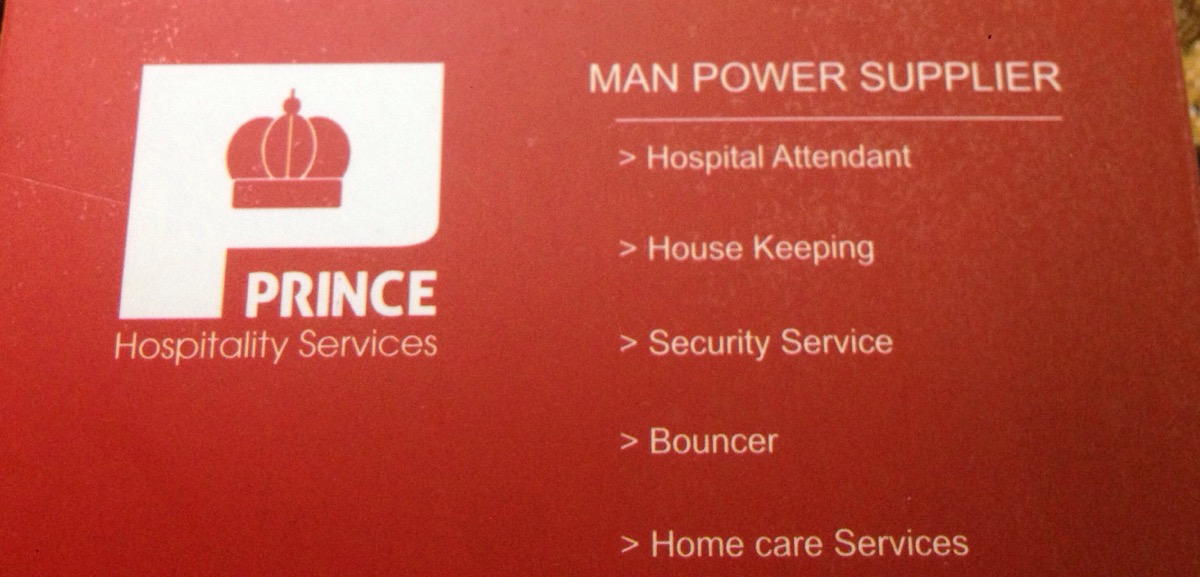 PRINCE
Hospitality Services
MAN POWER SUPPLIER
> Hospital Attendant
> House Keeping
> Security Service
> Bouncer
> Home care Services